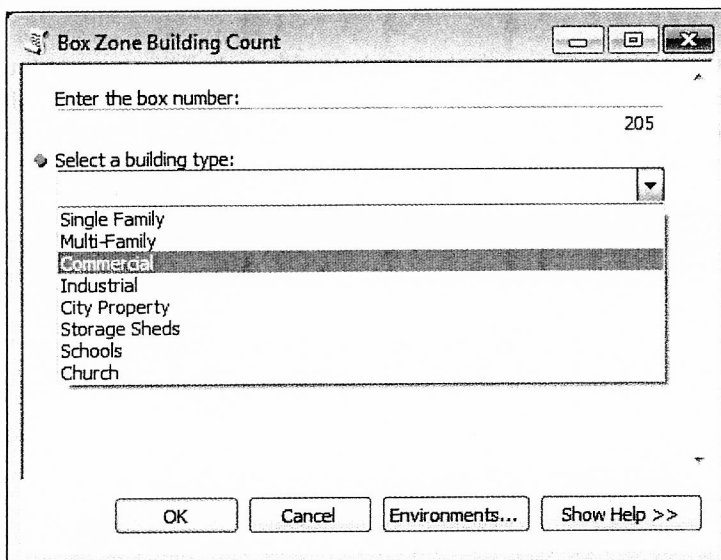 Box Zone Building Count
Enter the box number:
205
Select a building type:
Single Family
Multi-Family
Commercial
Industrial
City Property
Storage Sheds
Schools
Church
OK Cancel Environments... Show Help >>